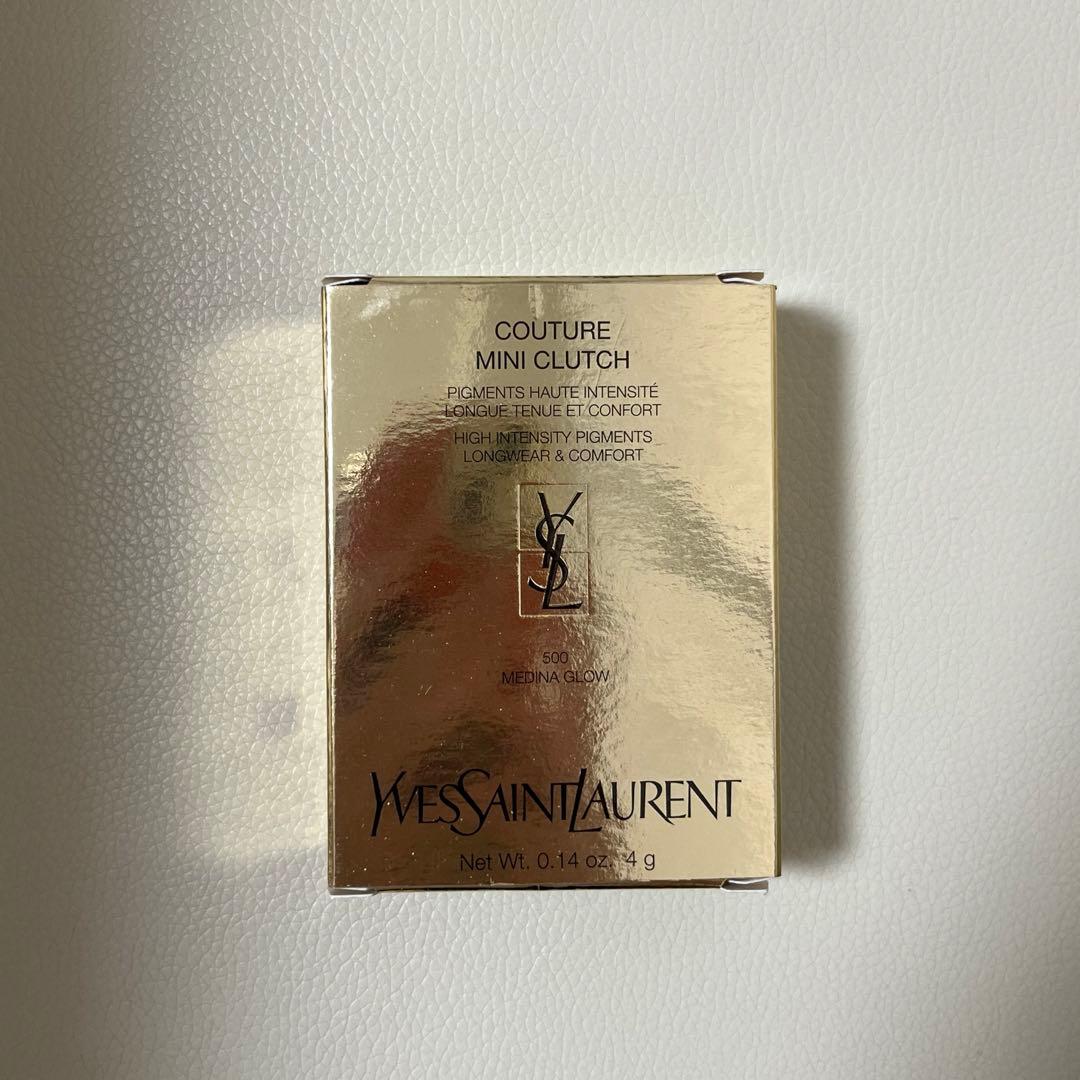 COUTURE
MINI CLUTCH
PIGMENTS HAUTE INTENSITÉ
LONGUE TENUE ET CONFORT
HIGH INTENSITY PIGMENTS
LONGWEAR & COMFORT
YSL
500
MEDINA GLOW
YVESSAINTLAURENT
Net Wt. 0.14 oz. 4 g